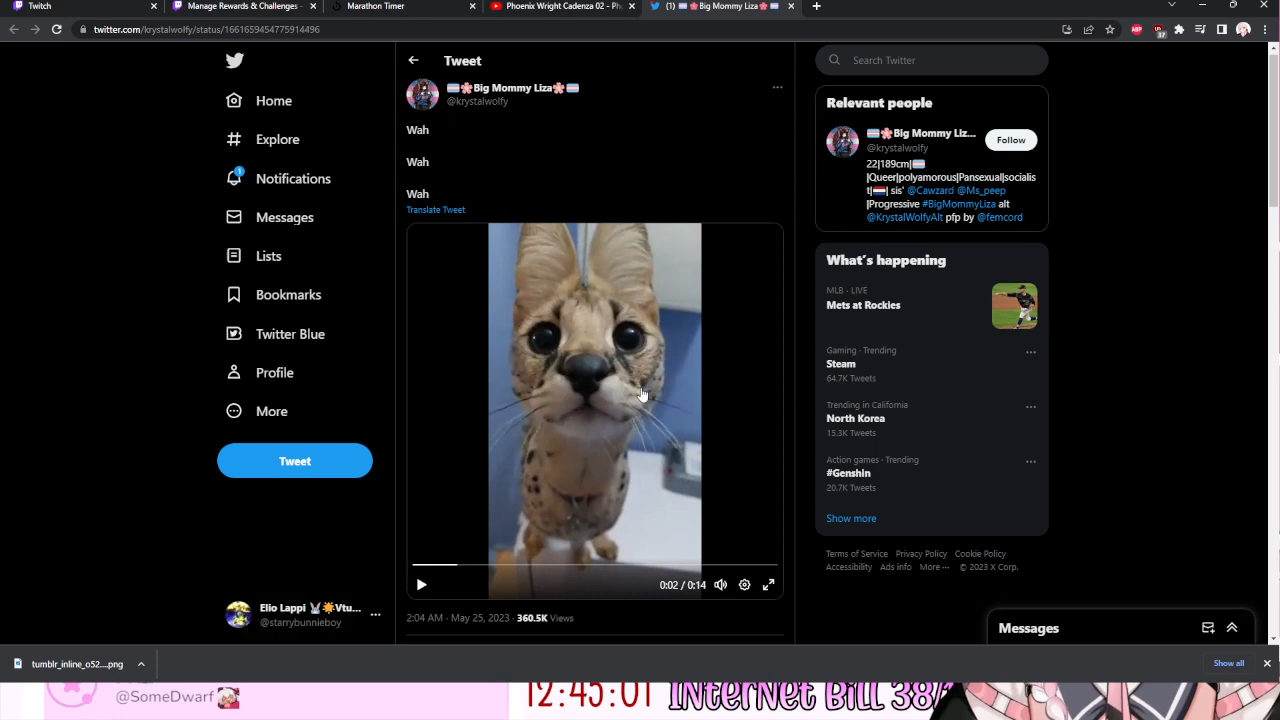 Twitch
Manage Rewards & Challenges -
Marathon Timer
Phoenix Wright Cadenza 02 - Pho
(1) 🌸Big Mommy Liza🌸
twitter.com/krystalwolfy/status/1661659454775914496
ABP
37
Home
Explore
1
Notifications
Messages
Lists
Bookmarks
Twitter Blue
Profile
More
Tweet
Elio Lappi 🐰☀️Vtu...
@starrybunnieboy
Tweet
🏳️‍⚧️🌸Big Mommy Liza🌸🏳️‍⚧️
@krystalwolfy
Wah
Wah
Wah
Translate Tweet
0:02 / 0:14
2:04 AM · May 25, 2023 · 360.5K Views
Search Twitter
Relevant people
🏳️‍⚧️🌸Big Mommy Liz...
@krystalwolfy
Follow
22|189cm|🏳️‍⚧️
|Queer|polyamorous|Pansexual|socialis
t|🇳🇱| sis' @Cawzard @Ms_peep
|Progressive #BigMommyLiza alt
@KrystalWolfyAlt pfp by @femcord
What's happening
MLB · LIVE
Mets at Rockies
Gaming · Trending
Steam
64.7K Tweets
Trending in California
North Korea
15.3K Tweets
Action games · Trending
#Genshin
20.7K Tweets
Show more
Terms of Service Privacy Policy Cookie Policy
Accessibility Ads info More ··· © 2023 X Corp.
Messages
tumblr_inline_o52....png
Show all
@SomeDwarf
12:45:01
Internet Bill 38/